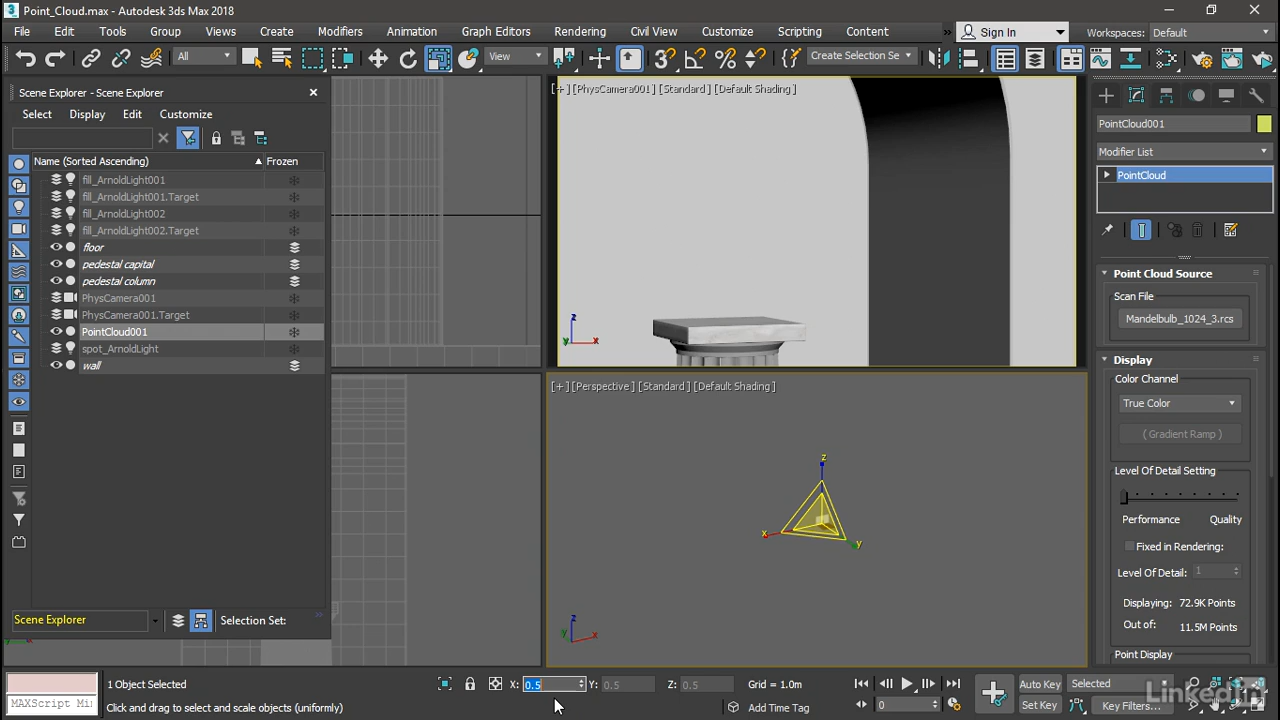 Point_Cloud.max - Autodesk 3ds Max 2018
File Edit Tools Group Views Create Modifiers Animation Graph Editors Rendering Civil View Customize Scripting Content » Sign In Workspaces: Default
All View Create Selection Se
Scene Explorer - Scene Explorer
Select Display Edit Customize
Name (Sorted Ascending) Frozen
fill_ArnoldLight001
fill_ArnoldLight001.Target
fill_ArnoldLight002
fill_ArnoldLight002.Target
floor
pedestal capital
pedestal column
PhysCamera001
PhysCamera001.Target
PointCloud001
spot_ArnoldLight
wall
Scene Explorer Selection Set: »
[+] [PhysCamera001] [Standard] [Default Shading]
z
y x
[+] [Perspective] [Standard] [Default Shading]
z
x y
z
y x
PointCloud001
Modifier List
PointCloud
Point Cloud Source
Scan File
Mandelbulb_1024_3.rcs
Display
Color Channel
True Color
( Gradient Ramp )
Level Of Detail Setting
Performance Quality
Fixed in Rendering:
Level Of Detail: 1
Displaying: 72.9K Points
Out of: 11.5M Points
Point Display
1 Object Selected X: 0.5 Y: 0.5 Z: 0.5 Grid = 1.0m Auto Key Selected
MAXScript Mi Click and drag to select and scale objects (uniformly) Add Time Tag 0 Set Key Key Filters...
LinkedIn